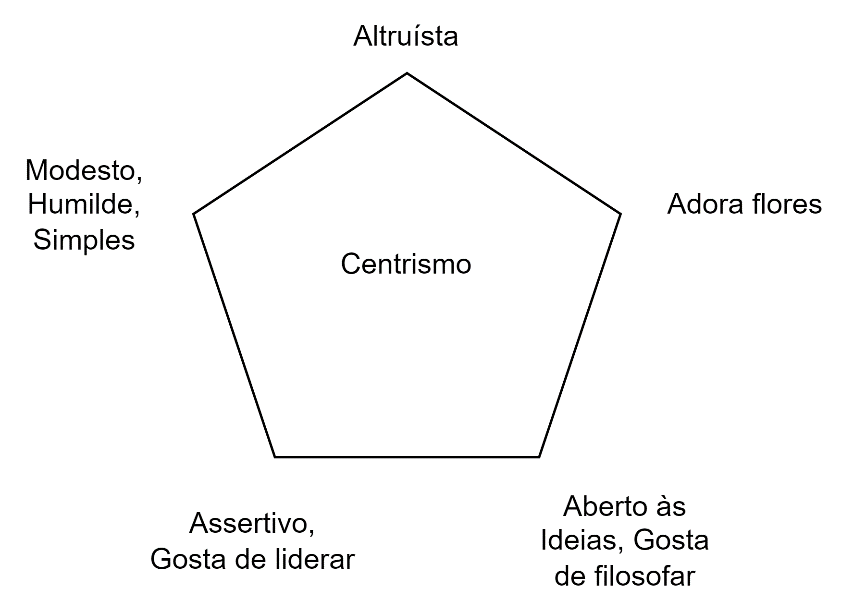 Altruísta
Modesto,
Humilde,
Simples
Adora flores
Centrismo
Assertivo,
Gosta de liderar
Aberto às
Ideias, Gosta
de filosofar